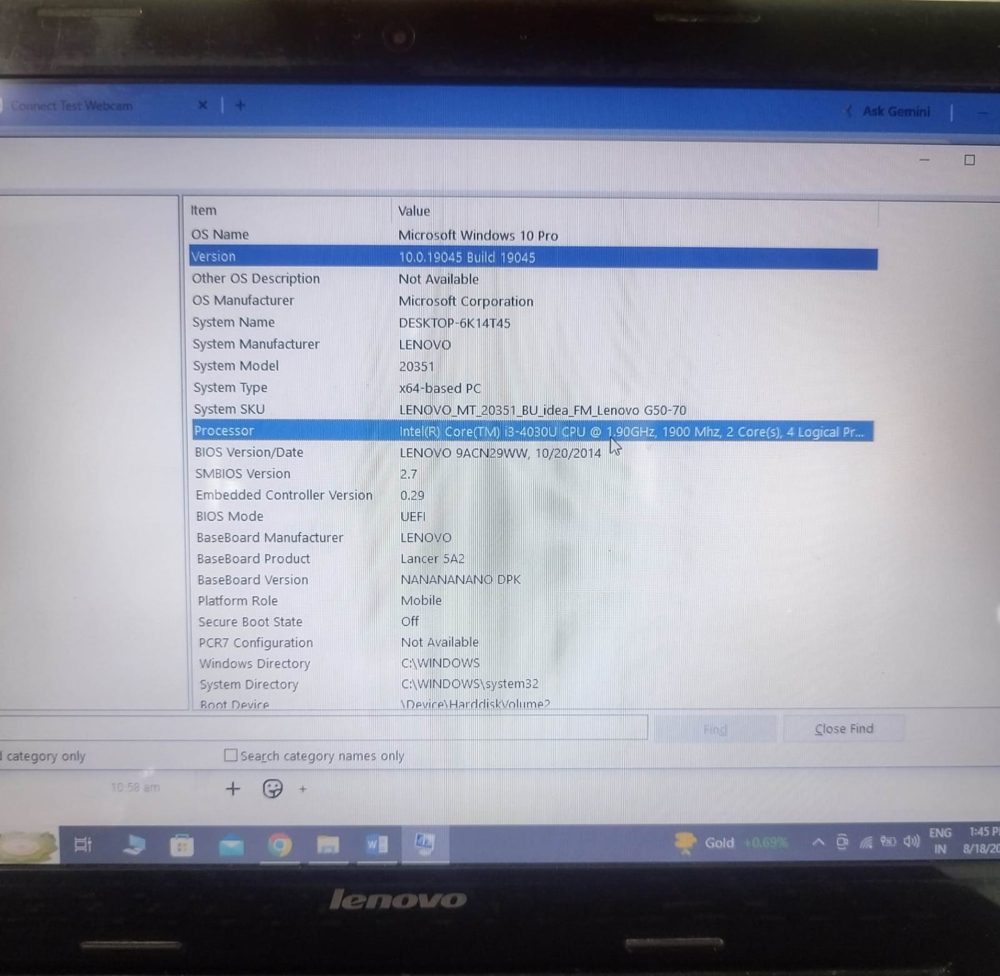 Connect Test Webcam
Ask Gemini
Item Value
OS Name Microsoft Windows 10 Pro
Version 10.0.19045 Build 19045
Other OS Description Not Available
OS Manufacturer Microsoft Corporation
System Name DESKTOP-6K14T45
System Manufacturer LENOVO
System Model 20351
System Type x64-based PC
System SKU LENOVO_MT_20351_BU_idea_FM_Lenovo G50-70
Processor Intel(R) Core(TM) i3-4030U CPU @ 1.90GHz, 1900 Mhz, 2 Core(s), 4 Logical Pr...
BIOS Version/Date LENOVO 9ACN29WW, 10/20/2014
SMBIOS Version 2.7
Embedded Controller Version 0.29
BIOS Mode UEFI
BaseBoard Manufacturer LENOVO
BaseBoard Product Lancer 5A2
BaseBoard Version NANANANANO DPK
Platform Role Mobile
Secure Boot State Off
PCR7 Configuration Not Available
Windows Directory C:\WINDOWS
System Directory C:\WINDOWS\system32
Boot Device \Device\HarddiskVolume2
Find Close Find
category only Search category names only
10:58 am
Gold +0.69% ENG 1:45 P
IN 8/18/20
lenovo